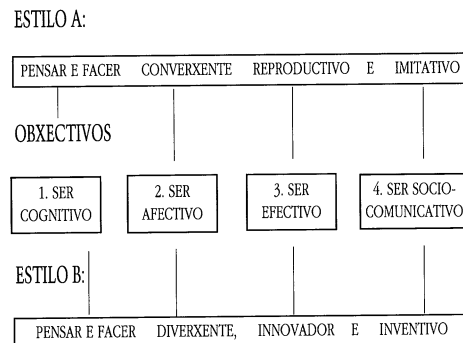 ESTILO A:
PENSAR E FACER CONVERXENTE REPRODUCTIVO E IMITATIVO
OBXECTIVOS
1. SER
COGNITIVO
2. SER
AFECTIVO
3. SER
EFECTIVO
4. SER SOCIO-
COMUNICATIVO
ESTILO B:
PENSAR E FACER DIVERXENTE, INNOVADOR E INVENTIVO